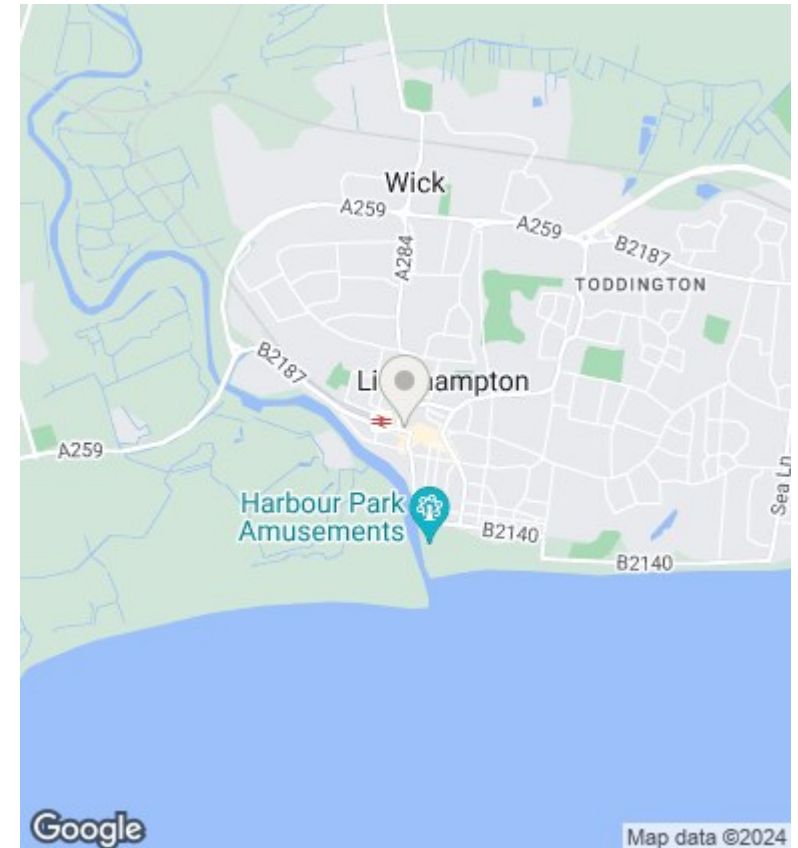 Wick
A259
A259
B2187
A284
TODDINGTON
B2187
Li hampton
A259
Sea Ln
Harbour Park
Amusements
B2140
B2140
Google
Map data ©2024